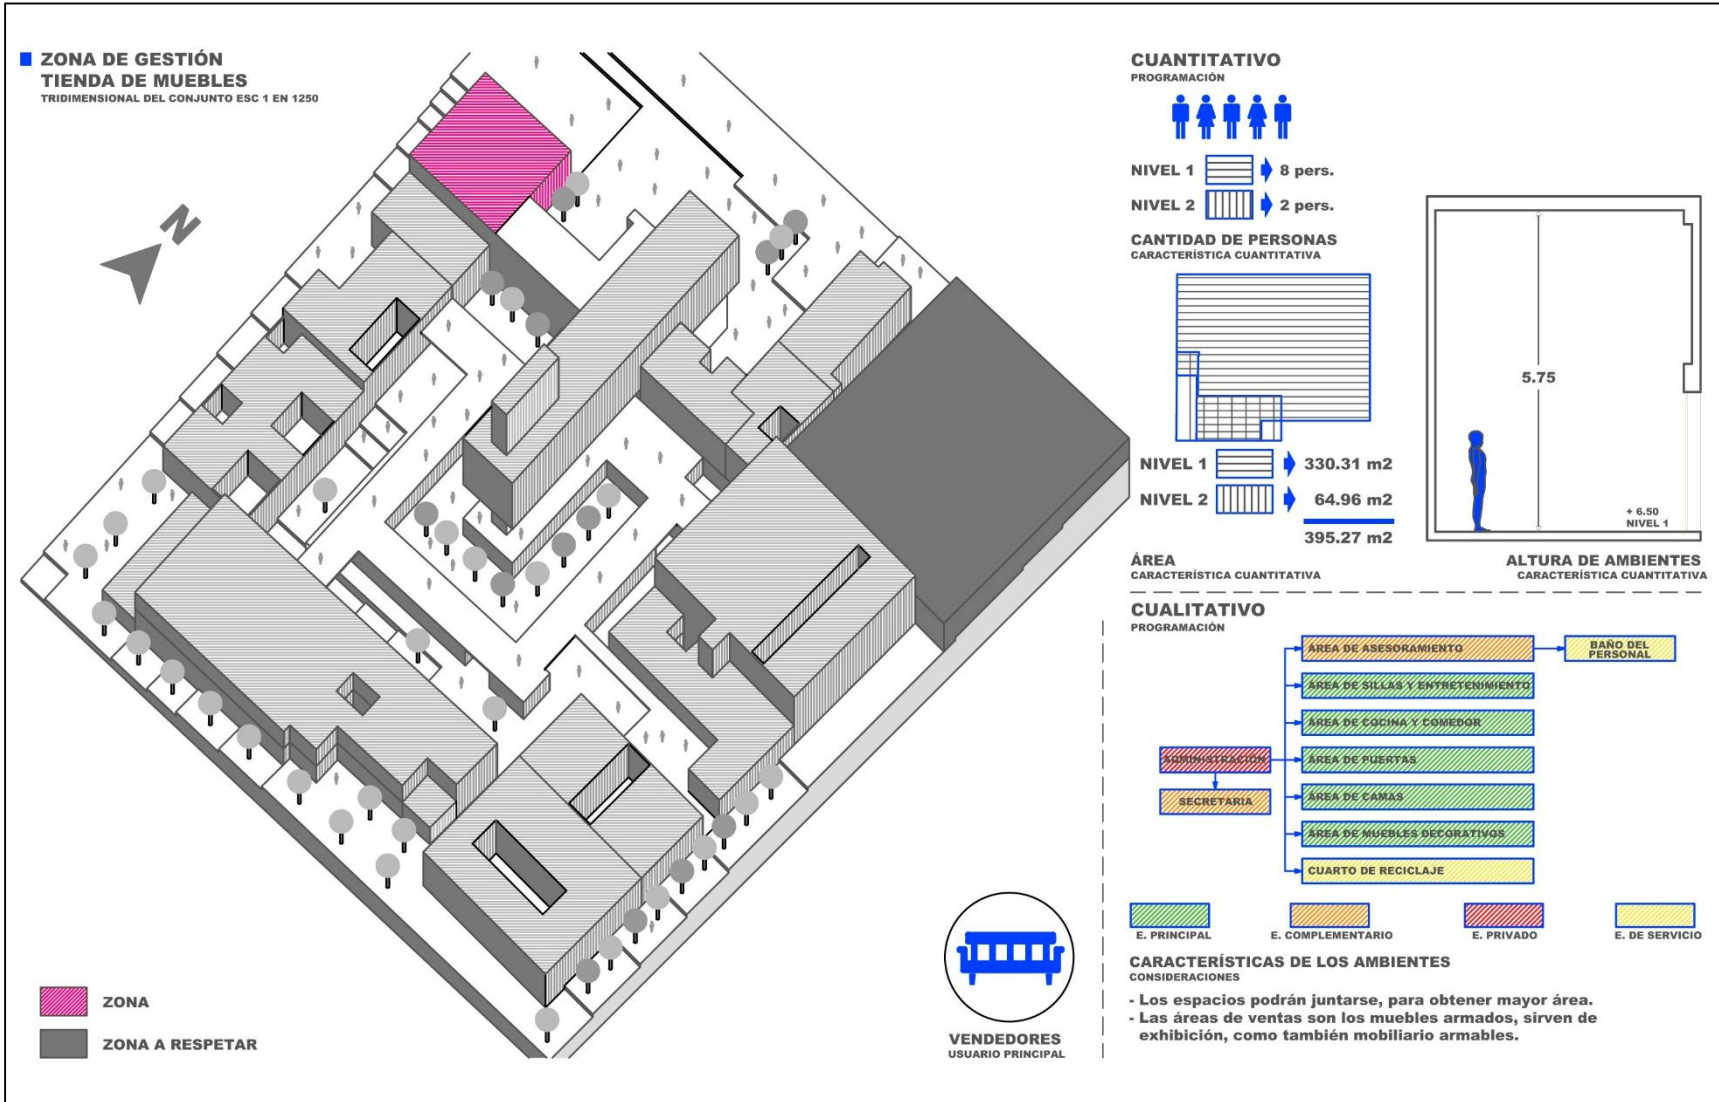 ZONA DE GESTIÓN
TIENDA DE MUEBLES
TRIDIMENSIONAL DEL CONJUNTO ESC 1 EN 1250
N
ZONA
ZONA A RESPETAR
VENDEDORES
USUARIO PRINCIPAL
CUANTITATIVO
PROGRAMACIÓN
NIVEL 1 8 pers.
NIVEL 2 2 pers.
CANTIDAD DE PERSONAS
CARACTERÍSTICA CUANTITATIVA
NIVEL 1 330.31 m2
NIVEL 2 64.96 m2
395.27 m2
ÁREA
CARACTERÍSTICA CUANTITATIVA
5.75
+ 6.50
NIVEL 1
ALTURA DE AMBIENTES
CARACTERÍSTICA CUANTITATIVA
CUALITATIVO
PROGRAMACIÓN
ADMINISTRACIÓN
SECRETARIA
ÁREA DE ASESORAMIENTO
BAÑO DEL
PERSONAL
ÁREA DE SILLAS Y ENTRETENIMIENTO
ÁREA DE COCINA Y COMEDOR
ÁREA DE PUERTAS
ÁREA DE CAMAS
ÁREA DE MUEBLES DECORATIVOS
CUARTO DE RECICLAJE
E. PRINCIPAL
E. COMPLEMENTARIO
E. PRIVADO
E. DE SERVICIO
CARACTERÍSTICAS DE LOS AMBIENTES
CONSIDERACIONES
- Los espacios podrán juntarse, para obtener mayor área.
- Las áreas de ventas son los muebles armados, sirven de
exhibición, como también mobiliario armables.